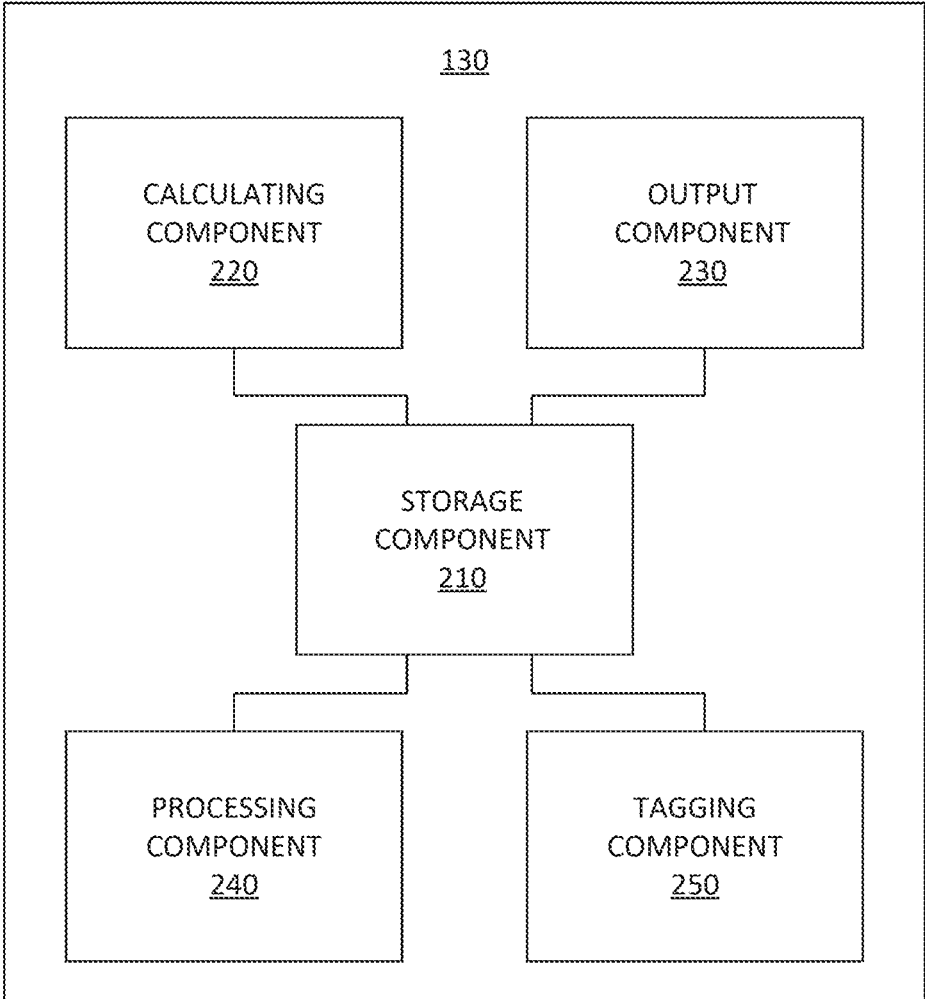 130
CALCULATING
COMPONENT
220
OUTPUT
COMPONENT
230
STORAGE
COMPONENT
210
PROCESSING
COMPONENT
240
TAGGING
COMPONENT
250